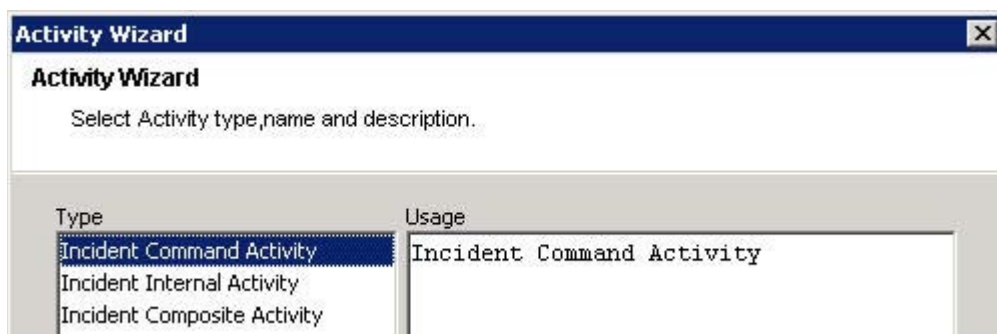 Activity Wizard
Activity Wizard
Select Activity type,name and description.
Type
Usage
Incident Command Activity
Incident Internal Activity
Incident Composite Activity
Incident Command Activity